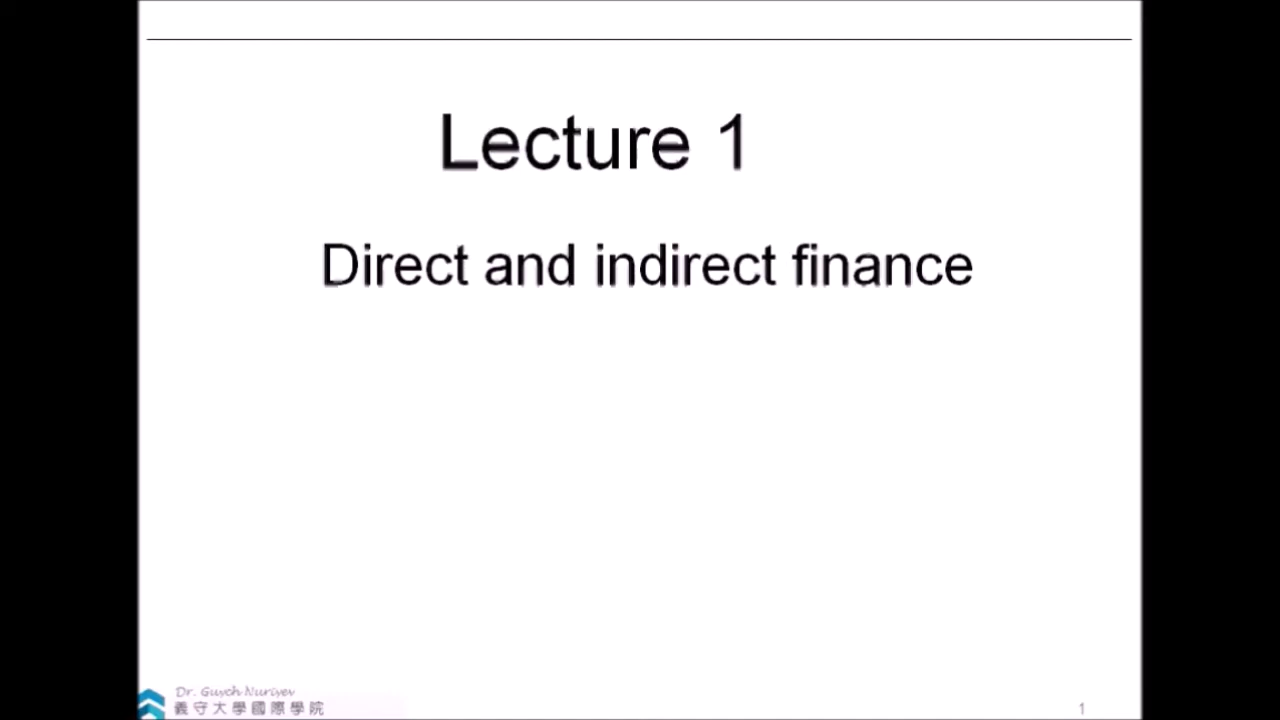 Lecture 1
Direct and indirect finance
Dr. Guych Nuriyev
義守大學國際學院
1